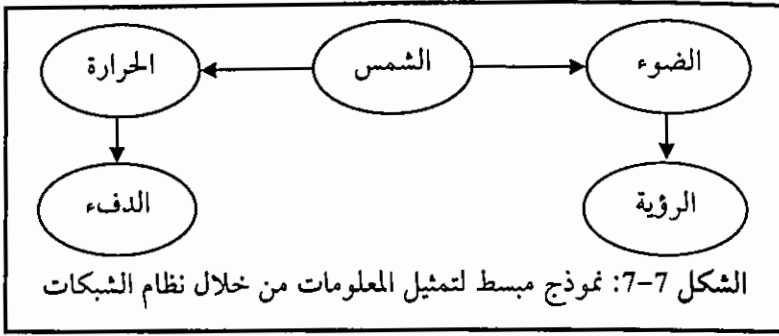 الضوء الشمس الحرارة
الرؤية الدفء
الشكل 7-7: نموذج مبسط لتمثيل المعلومات من خلال نظام الشبكات